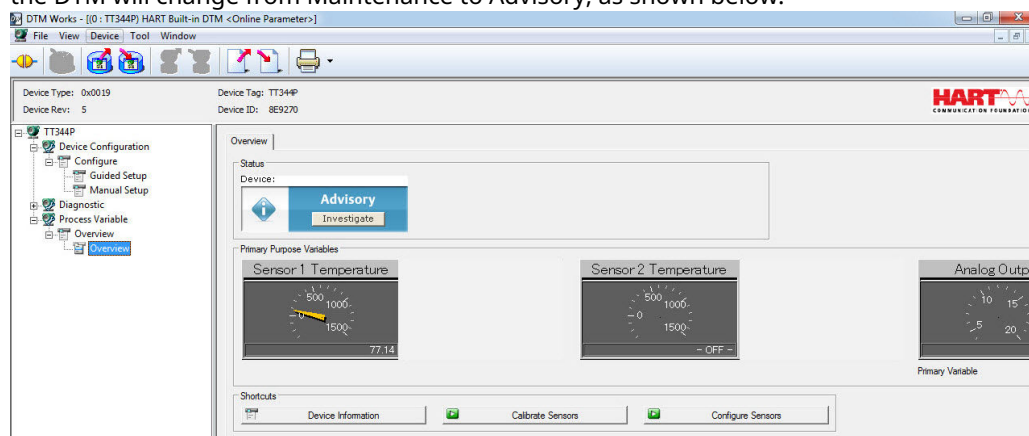 the DTM will change from Maintenance to Advisory, as shown below.
DTM Works - [(0 : TT344P) HART Built-in DTM <Online Parameter>]
File View Device Tool Window
Device Type: 0x0019
Device Tag: TT344P
Device Rev: 5
Device ID: 8E9270
HART
COMMUNICATION FOUNDATION
TT344P
Device Configuration
Configure
Guided Setup
Manual Setup
Diagnostic
Process Variable
Overview
Overview
Overview
Status
Device:
Advisory
Investigate
Primary Purpose Variables
Sensor 1 Temperature
500
1000
0
1500
77.14
Sensor 2 Temperature
500
1000
0
1500
- OFF -
Analog Outp
10
15
5
20
Primary Variable
Shortcuts
Device Information
Calibrate Sensors
Configure Sensors